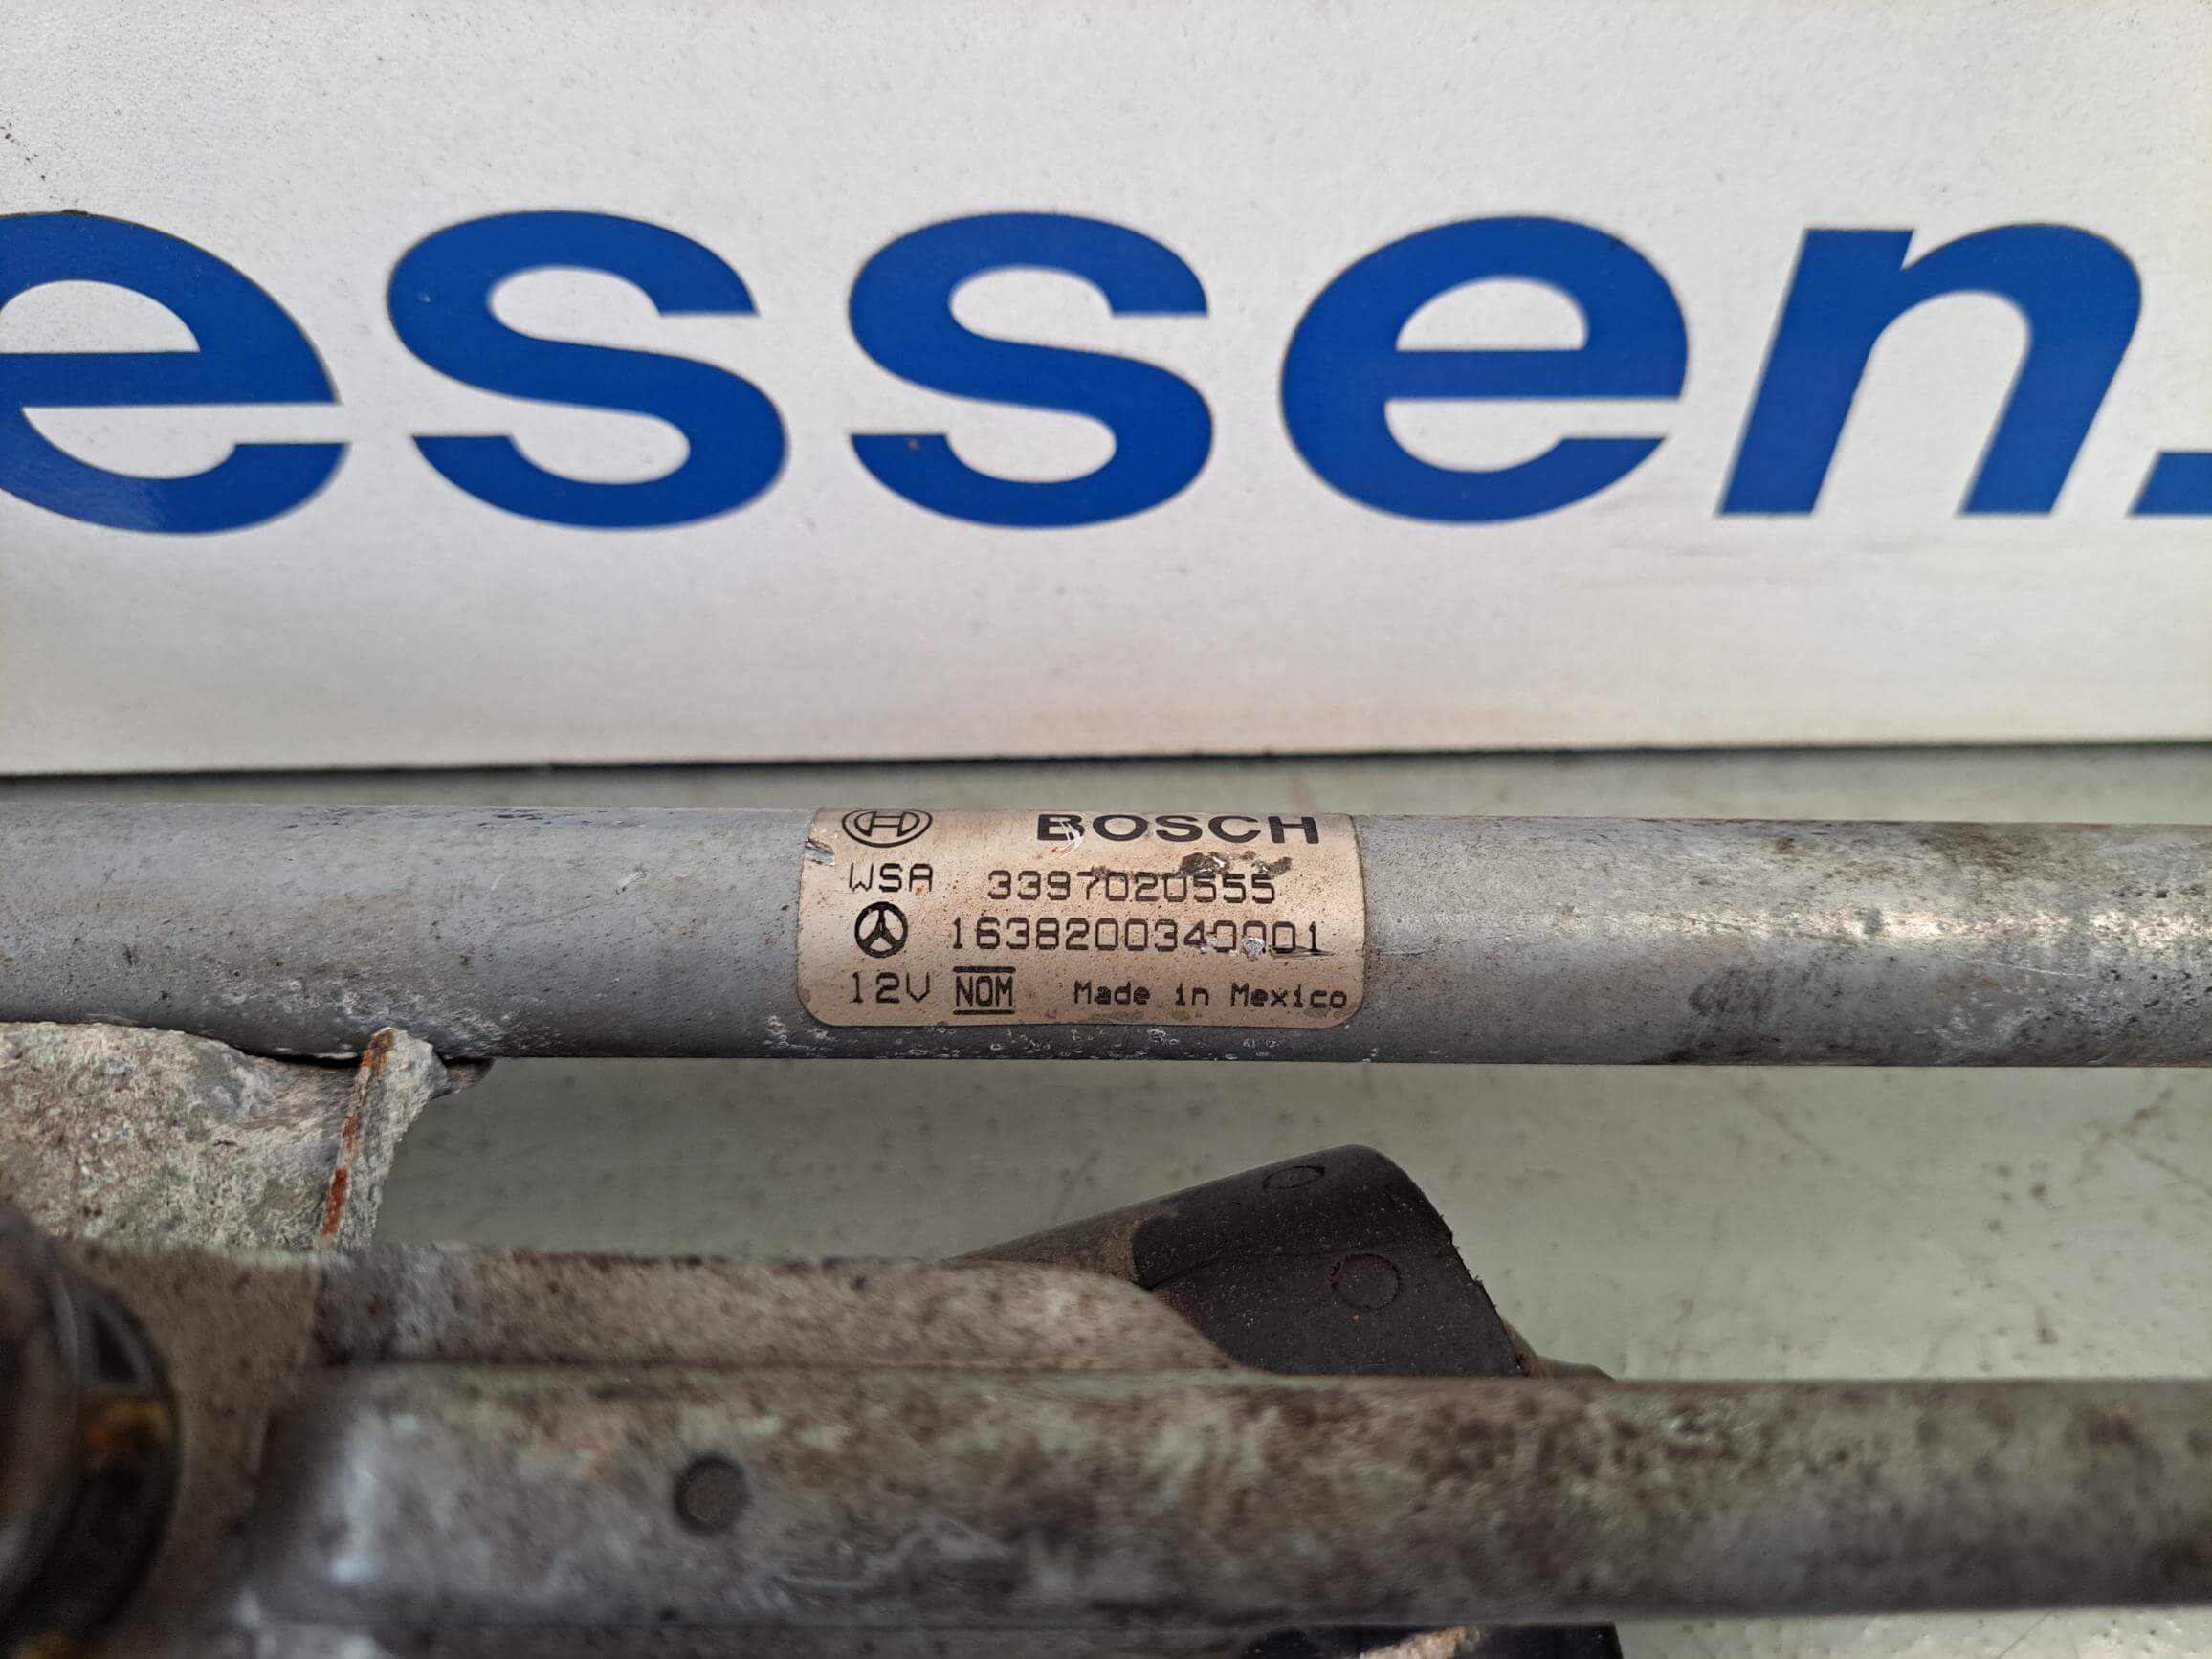 essen.
BOSCH
WSA 3397020555
1638200340001
12V NOM Made in Mexico